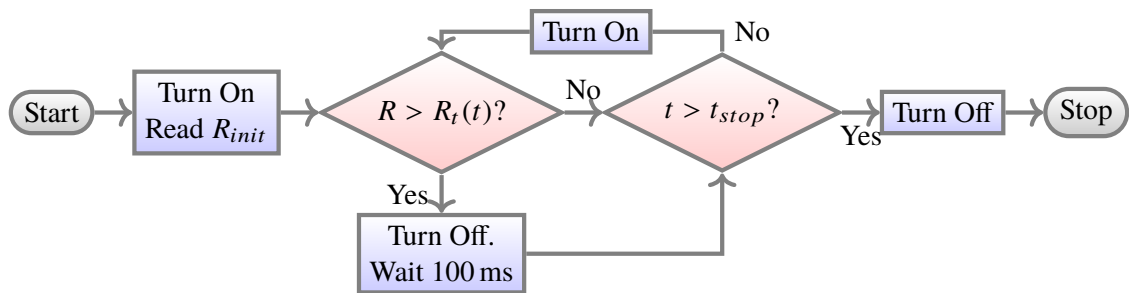 Start
Turn On
Read R_init
R > R_t(t)?
No
Turn On
No
t > t_stop?
Yes
Turn Off
Stop
Yes
Turn Off.
Wait 100 ms